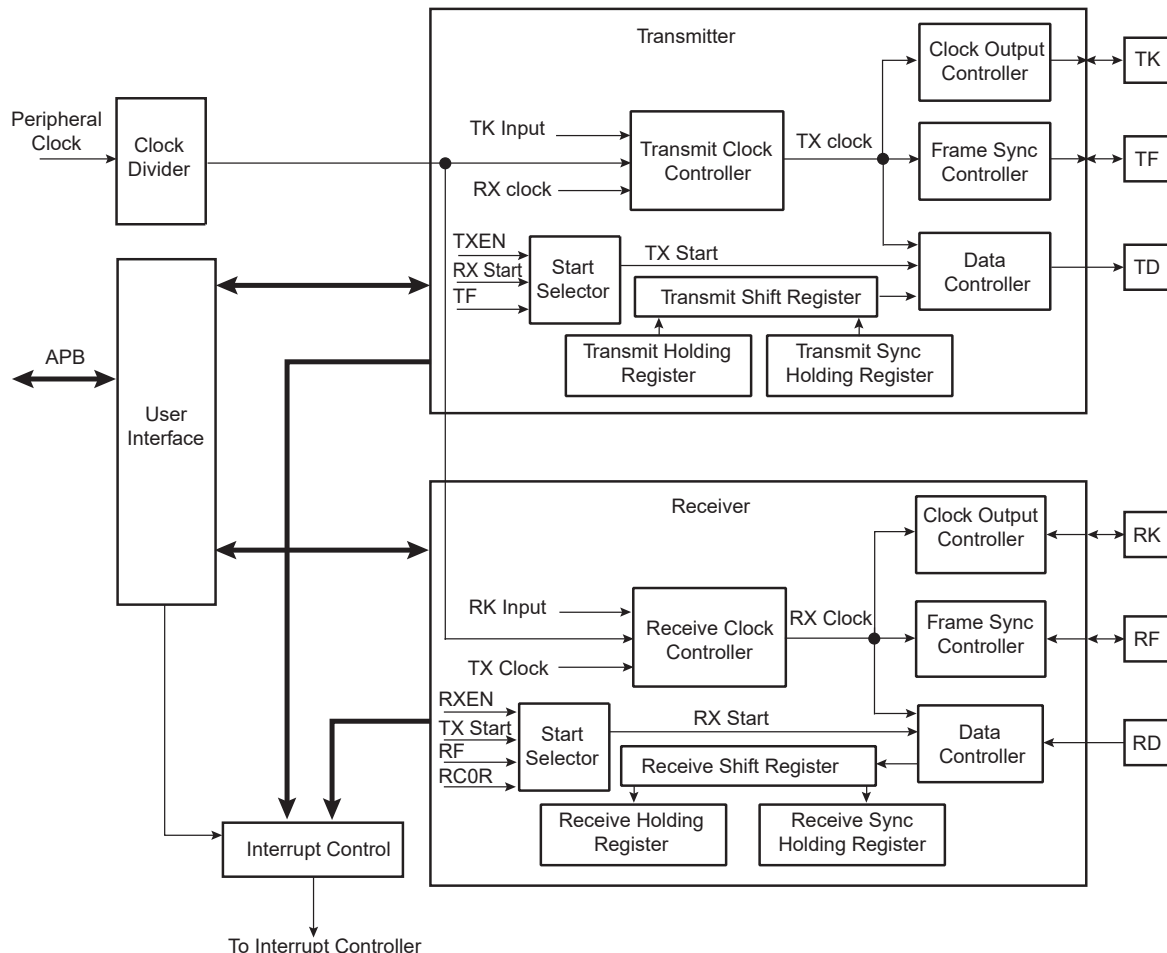 Transmitter
Clock Output
Controller
TK
Peripheral
Clock
Clock
Divider
TK Input
RX clock
Transmit Clock
Controller
TX clock
Frame Sync
Controller
TF
TXEN
RX Start
TF
Start
Selector
TX Start
Data
Controller
TD
Transmit Shift Register
Transmit Holding
Register
Transmit Sync
Holding Register
APB
User
Interface
Receiver
Clock Output
Controller
RK
RK Input
TX Clock
Receive Clock
Controller
RX Clock
Frame Sync
Controller
RF
RXEN
TX Start
RF
RC0R
Start
Selector
RX Start
Data
Controller
RD
Receive Shift Register
Receive Holding
Register
Receive Sync
Holding Register
Interrupt Control
To Interrupt Controller